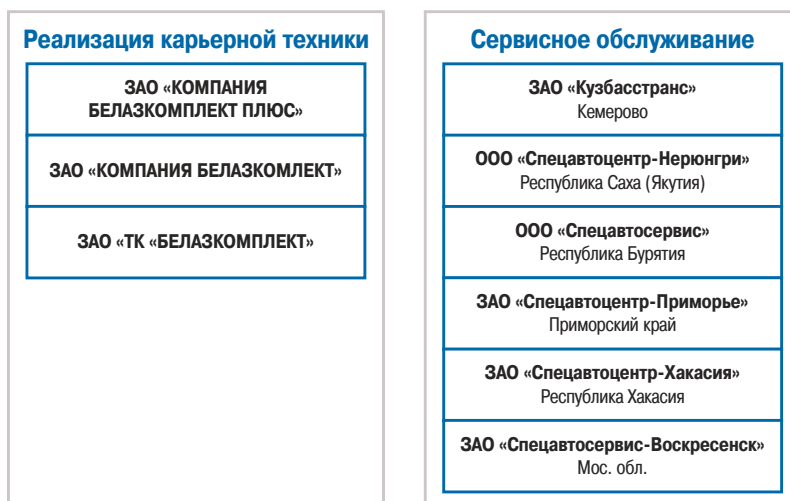 Реализация карьерной техники
ЗАО «КОМПАНИЯ
БЕЛАЗКОМПЛЕКТ ПЛЮС»
ЗАО «КОМПАНИЯ БЕЛАЗКОМЛЕКТ»
ЗАО «ТК «БЕЛАЗКОМПЛЕКТ»
Сервисное обслуживание
ЗАО «Кузбасстранс»
Кемерово
ООО «Спецавтоцентр-Нерюнгри»
Республика Саха (Якутия)
ООО «Спецавтосервис»
Республика Бурятия
ЗАО «Спецавтоцентр-Приморье»
Приморский край
ЗАО «Спецавтоцентр-Хакасия»
Республика Хакасия
ЗАО «Спецавтосервис-Воскресенск»
Мос. обл.